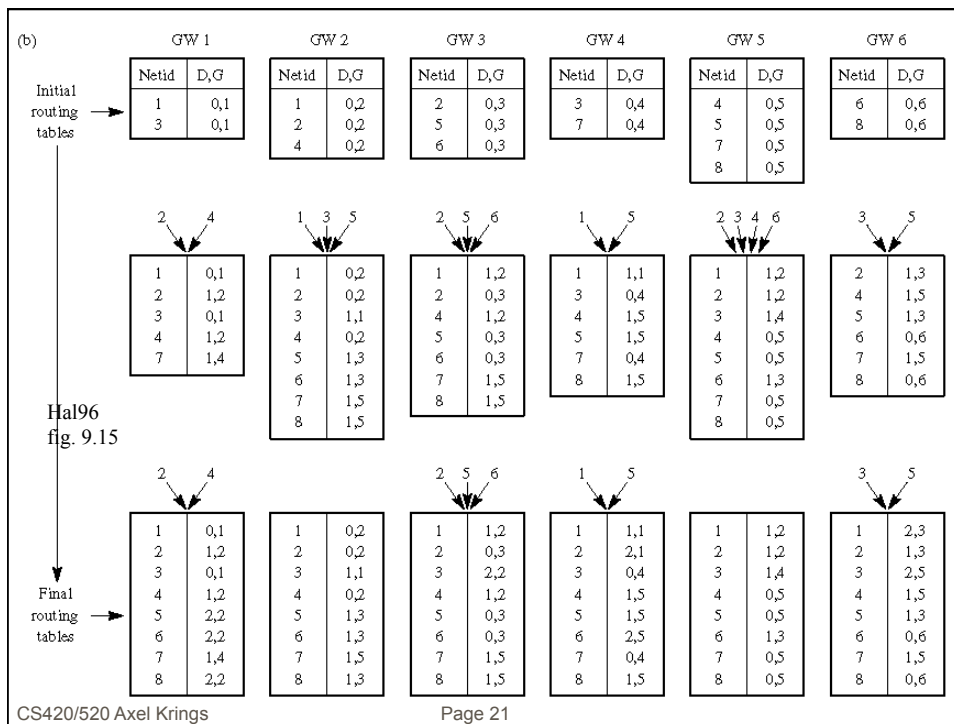 (b) GW 1 GW 2 GW 3 GW 4 GW 5 GW 6
Netid D,G Netid D,G Netid D,G Netid D,G Netid D,G Netid D,G
Initial
routing
tables
1 0,1 1 0,2 2 0,3 3 0,4 4 0,5 6 0,6
3 0,1 2 0,2 5 0,3 7 0,4 5 0,5 8 0,6
4 0,2 6 0,3 7 0,5
8 0,5
2 4 1 3 5 2 5 6 1 5 2 3 4 6 3 5
1 0,1 1 0,2 1 1,2 1 1,1 1 1,2 2 1,3
2 1,2 2 0,2 2 0,3 3 0,4 2 1,2 4 1,5
3 0,1 3 1,1 4 1,2 4 1,5 3 1,4 5 1,3
4 1,2 4 0,2 5 0,3 5 1,5 4 0,5 6 0,6
7 1,4 5 1,3 6 0,3 7 0,4 5 0,5 7 1,5
6 1,3 7 1,5 8 1,5 6 1,3 8 0,6
7 1,5 8 1,5 7 0,5
8 1,5 8 0,5
Hal96
fig. 9.15
2 4 2 5 6 1 5 3 5
1 0,1 1 0,2 1 1,2 1 1,1 1 1,2 1 2,3
2 1,2 2 0,2 2 0,3 2 2,1 2 1,2 2 1,3
3 0,1 3 1,1 3 2,2 3 0,4 3 1,4 3 2,5
4 1,2 4 0,2 4 1,2 4 1,5 4 0,5 4 1,5
5 2,2 5 1,3 5 0,3 5 1,5 5 0,5 5 1,3
6 2,2 6 1,3 6 0,3 6 2,5 6 1,3 6 0,6
7 1,4 7 1,5 7 1,5 7 0,4 7 0,5 7 1,5
8 2,2 8 1,3 8 1,5 8 1,5 8 0,5 8 0,6
Final
routing
tables
CS420/520 Axel Krings Page 21